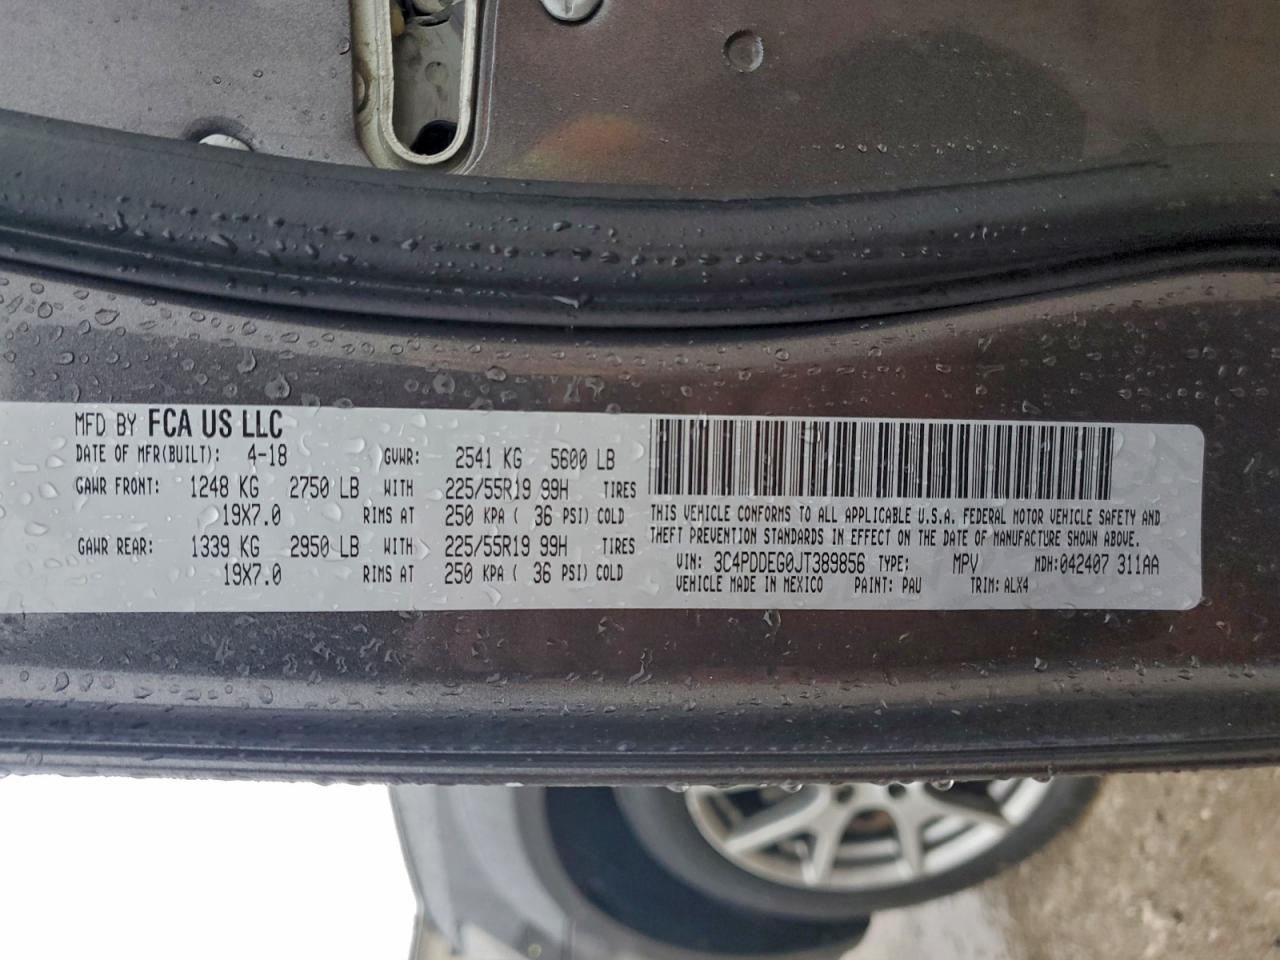 MFD BY FCA US LLC
DATE OF MFR(BUILT): 4-18 GVWR: 2541 KG 5600 LB
GAWR FRONT: 1248 KG 2750 LB WITH 225/55R19 99H TIRES
19X7.0 RIMS AT 250 KPA ( 36 PSI) COLD
GAWR REAR: 1339 KG 2950 LB WITH 225/55R19 99H TIRES
19X7.0 RIMS AT 250 KPA ( 36 PSI) COLD
THIS VEHICLE CONFORMS TO ALL APPLICABLE U.S.A. FEDERAL MOTOR VEHICLE SAFETY AND
THEFT PREVENTION STANDARDS IN EFFECT ON THE DATE OF MANUFACTURE SHOWN ABOVE.
VIN: 3C4PDDEG0JT389856 TYPE: MPV MDH:042407 311AA
VEHICLE MADE IN MEXICO PAINT: PAU TRIM: ALX4